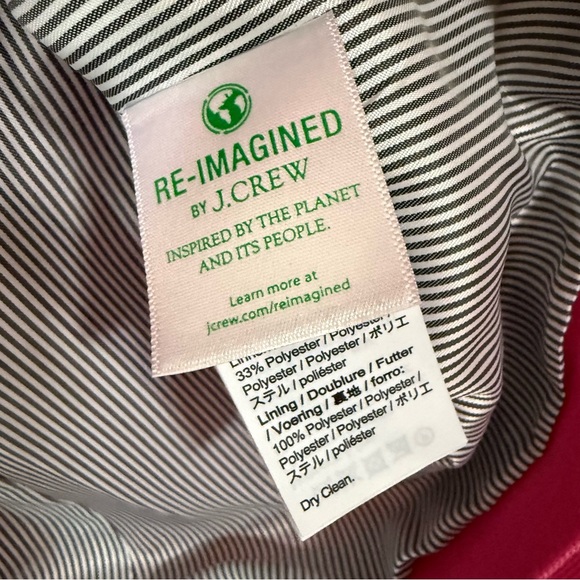 RE-IMAGINED
BY J.CREW
INSPIRED BY THE PLANET
AND ITS PEOPLE.
Learn more at
jcrew.com/reimagined
33% Polyester / Polyester /
Polyester / Polyester / ポリエ
ステル / poliéster
Lining / Doublure / Futter
/ Voering / 裏地 / forro:
100% Polyester / Polyester /
Polyester / Polyester / ポリエ
ステル / poliéster
Dry Clean.